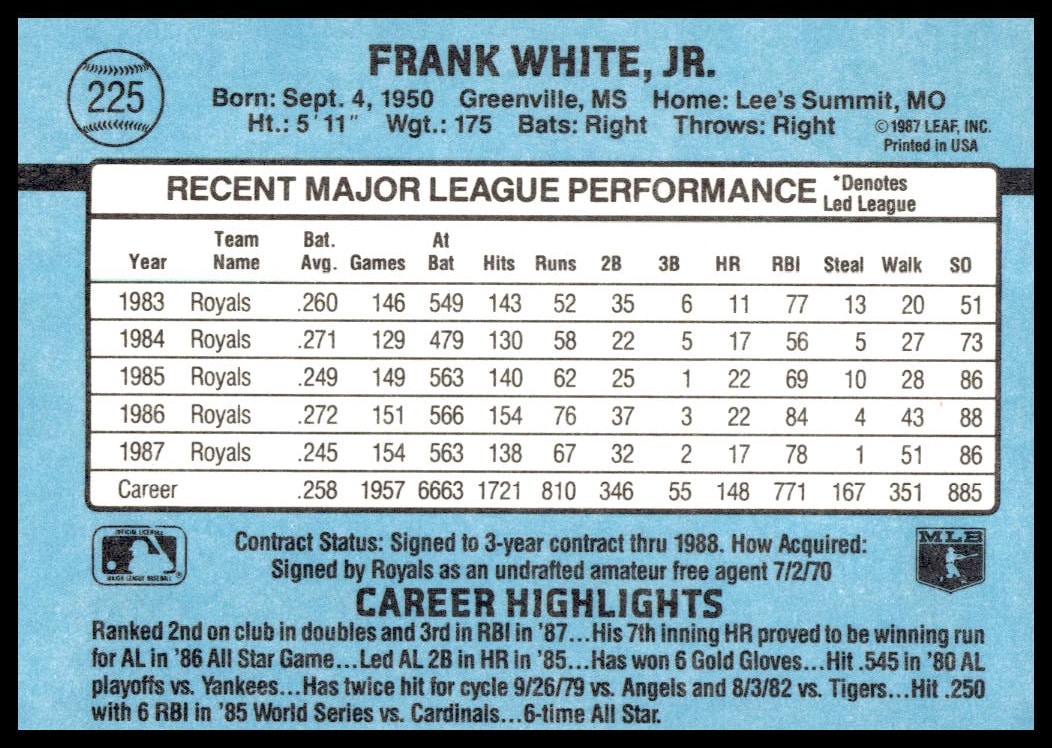 225
FRANK WHITE, JR.
Born: Sept. 4, 1950 Greenville, MS Home: Lee's Summit, MO
Ht.: 5'11" Wgt.: 175 Bats: Right Throws: Right
©1987 LEAF, INC.
Printed in USA
RECENT MAJOR LEAGUE PERFORMANCE *Denotes Led League
Year Team Name Bat. Avg. Games At Bat Hits Runs 2B 3B HR RBI Steal Walk SO
1983 Royals .260 146 549 143 52 35 6 11 77 13 20 51
1984 Royals .271 129 479 130 58 22 5 17 56 5 27 73
1985 Royals .249 149 563 140 62 25 1 22 69 10 28 86
1986 Royals .272 151 566 154 76 37 3 22 84 4 43 88
1987 Royals .245 154 563 138 67 32 2 17 78 1 51 86
Career .258 1957 6663 1721 810 346 55 148 771 167 351 885
OFFICIAL LICENSEE
MAJOR LEAGUE BASEBALL
Contract Status: Signed to 3-year contract thru 1988. How Acquired:
Signed by Royals as an undrafted amateur free agent 7/2/70
MLB
CAREER HIGHLIGHTS
Ranked 2nd on club in doubles and 3rd in RBI in '87...His 7th inning HR proved to be winning run
for AL in '86 All Star Game...Led AL 2B in HR in '85...Has won 6 Gold Gloves...Hit .545 in '80 AL
playoffs vs. Yankees...Has twice hit for cycle 9/26/79 vs. Angels and 8/3/82 vs. Tigers...Hit .250
with 6 RBI in '85 World Series vs. Cardinals...6-time All Star.